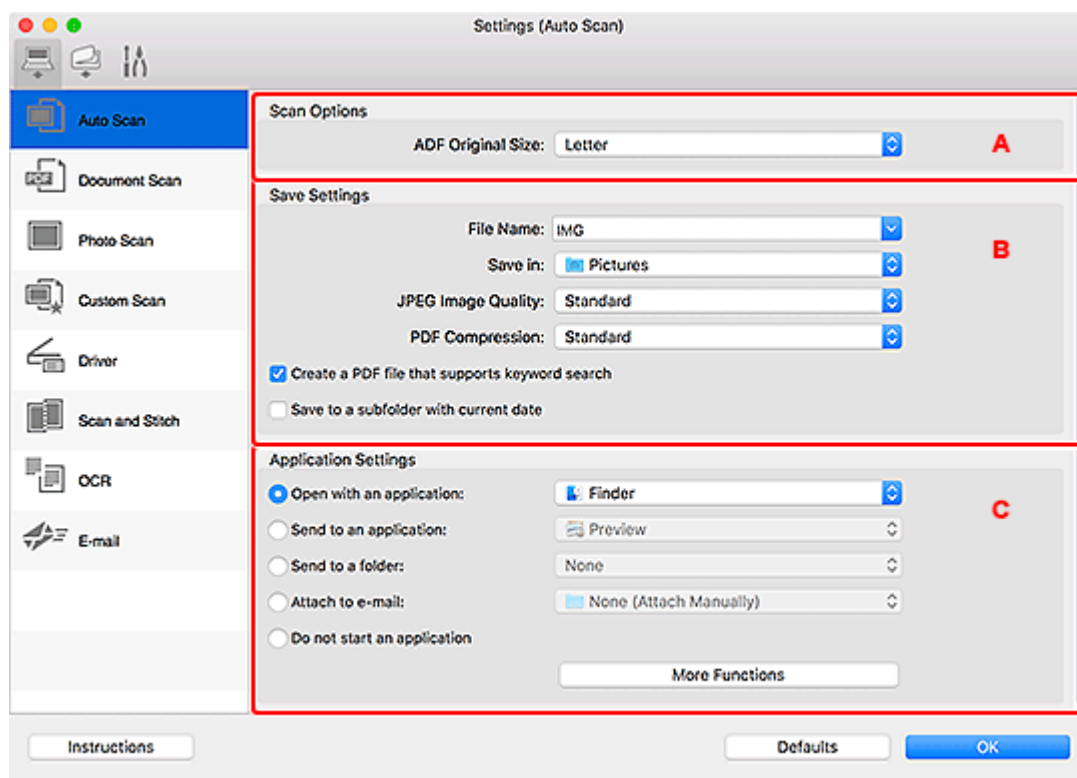 Settings (Auto Scan)
Auto Scan
Document Scan
Photo Scan
Custom Scan
Driver
Scan and Stitch
OCR
E-mail
Scan Options
ADF Original Size: Letter
A
Save Settings
File Name: IMG
B
Save in: Pictures
JPEG Image Quality: Standard
PDF Compression: Standard
Create a PDF file that supports keyword search
Save to a subfolder with current date
Application Settings
Open with an application: Finder
C
Send to an application: Preview
Send to a folder: None
Attach to e-mail: None (Attach Manually)
Do not start an application
More Functions
Instructions Defaults OK